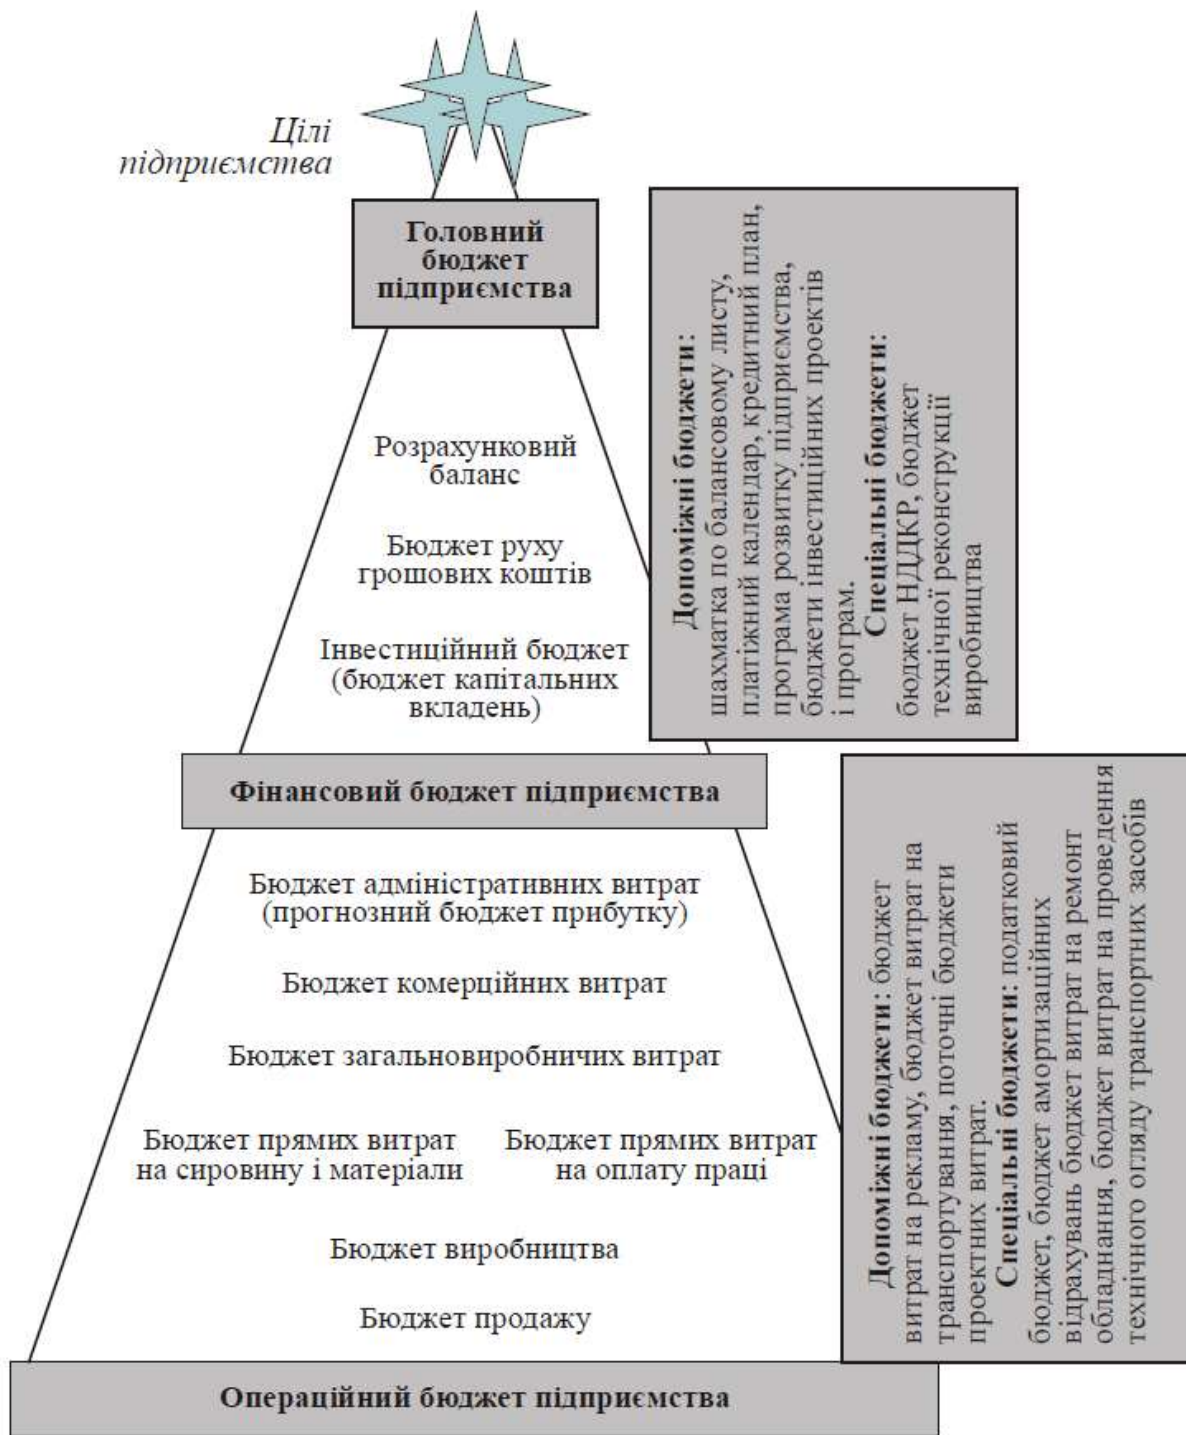 Цілі
підприємства
Головний
бюджет
підприємства
Розрахунковий
баланс
Бюджет руху
грошових коштів
Інвестиційний бюджет
(бюджет капітальних
вкладень)
Допоміжні бюджети:
шахматка по балансовому листу,
платіжний календар, кредитний план,
програма розвитку підприємства,
бюджети інвестиційних проектів
і програм.
Спеціальні бюджети:
бюджет НДДКР, бюджет
технічної реконструкції
виробництва
Фінансовий бюджет підприємства
Бюджет адміністративних витрат
(прогнозний бюджет прибутку)
Бюджет комерційних витрат
Бюджет загальновиробничих витрат
Бюджет прямих витрат
на сировину і матеріали
Бюджет прямих витрат
на оплату праці
Бюджет виробництва
Бюджет продажу
Допоміжні бюджети: бюджет
витрат на рекламу, бюджет витрат на
транспортування, поточні бюджети
проектних витрат.
Спеціальні бюджети: податковий
бюджет, бюджет амортизаційних
відрахувань бюджет витрат на ремонт
обладнання, бюджет витрат на проведення
технічного огляду транспортних засобів
Операційний бюджет підприємства